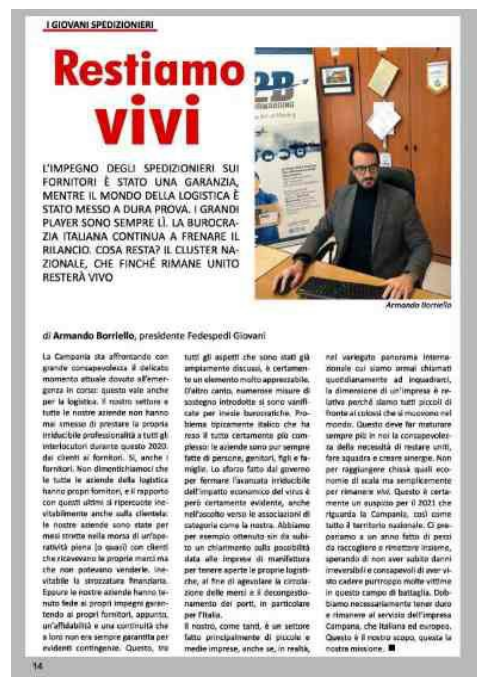 I GIOVANI SPEDIZIONIERI
Restiamo
vivi
L'IMPEGNO DEGLI SPEDIZIONIERI SUI
FORNITORI È STATO UNA GARANZIA,
MENTRE IL MONDO DELLA LOGISTICA È
STATO MESSO A DURA PROVA. I GRANDI
PLAYER SONO SEMPRE LÌ. LA BUROCRA-
ZIA ITALIANA CONTINUA A FRENARE IL
RILANCIO. COSA RESTA? IL CLUSTER NA-
ZIONALE, CHE FINCHÉ RIMANE UNITO
RESTERÀ VIVO
Armando Borriello
di Armando Borriello, presidente Fedespedi Giovani
La Campania sta affrontando con
grande consapevolezza il delicato
momento attuale dovuto all'emer-
genza in corso: questo vale anche
per la logistica. Il nostro settore e
tutte le nostre aziende non hanno
mai smesso di prestare la propria
irriducibile professionalità a tutti gli
interlocutori durante questo 2020.
dai clienti ai fornitori. Sì, anche i
fornitori. Non dimentichiamoci che
le tutte le aziende della logistica
hanno propri fornitori, e il rapporto
con questi ultimi si ripercuote ine-
vitabilmente anche sulla clientela:
le nostre aziende sono state per
mesi strette nella morsa di un'ope-
ratività piena (o quasi) con clienti
che ricevevano le proprie merci ma
che non potevano venderle. Ine-
vitabile la strozzatura finanziaria.
Eppure le nostre aziende hanno te-
nuto fede ai propri impegni garan-
tendo ai propri fornitori, appunto,
un'affidabilità e una continuità che
a loro non era sempre garantita per
evidenti contingenze. Questo, tra
tutti gli aspetti che sono stati già
ampiamente discussi, è certamen-
te un elemento molto apprezzabile.
D'altro canto, numerose misure di
sostegno introdotte si sono vanifi-
cate per inezie burocratiche. Pro-
blema tipicamente italico che ha
reso il tutto certamente più com-
plesso: le aziende sono pur sempre
fatte di persone, genitori, figli e fa-
miglie. Lo sforzo fatto dal governo
per fermare l'avanzata irriducibile
dell'impatto economico del virus è
però certamente evidente, anche
nell'ascolto verso le associazioni di
categoria come la nostra. Abbiamo
per esempio ottenuto sin da subi-
to un chiarimento sulla possibilità
data alle imprese di manifattura
per tenere aperte le proprie logisti-
che, al fine di agevolare la circola-
zione delle merci e il decongestio-
namento dei porti, in particolare
per l'Italia.
Il nostro, come tanti, è un settore
fatto principalmente di piccole e
medie imprese, anche se, in realtà,
nel variegato panorama interna-
zionale cui siamo ormai chiamati
quotidianamente ad inquadrarci,
la dimensione di un'impresa è re-
lativa perché siamo tutti piccoli di
fronte ai colossi che si muovono nel
mondo. Questo deve far maturare
sempre più in noi la consapevolez-
za della necessità di restare uniti,
fare squadra e creare sinergie. Non
per raggiungere chissà quali eco-
nomie di scala ma semplicemente
per rimanere vivi. Questo è certa-
mente un auspicio per il 2021 che
riguarda la Campania, così come
tutto il territorio nazionale. Ci pre-
pariamo a un anno fatto di pezzi
da raccogliere e rimettere insieme,
sperando di non aver subito danni
irreversibili e consapevoli di aver vi-
sto cadere purtroppo molte vittime
in questo campo di battaglia. Dob-
biamo necessariamente tener duro
e rimanere al servizio dell'impresa
Campana, che italiana ed europea.
Questo è il nostro scopo, questa la
nostra missione.
14